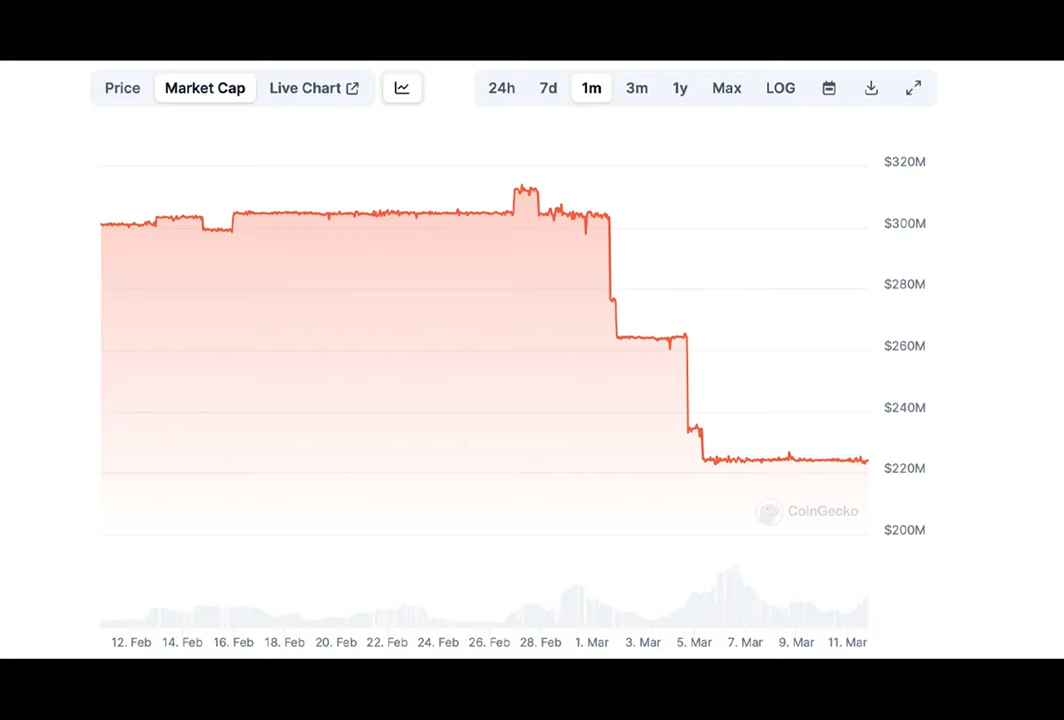 Price Market Cap Live Chart 24h 7d 1m 3m 1y Max LOG
$320M
$300M
$280M
$260M
$240M
$220M
CoinGecko
$200M
12. Feb 14. Feb 16. Feb 18. Feb 20. Feb 22. Feb 24. Feb 26. Feb 28. Feb 1. Mar 3. Mar 5. Mar 7. Mar 9. Mar 11. Mar